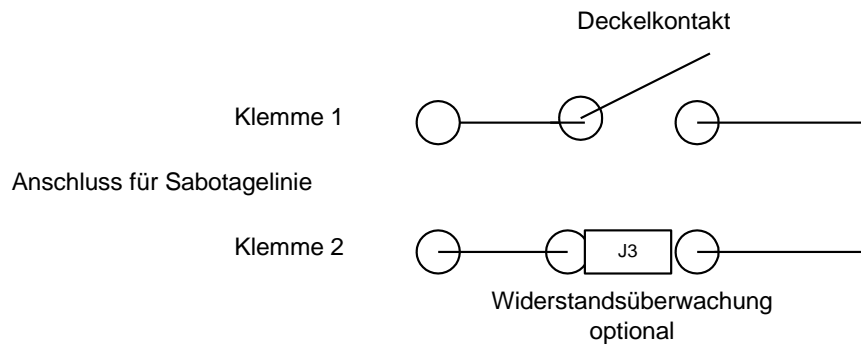 Deckelkontakt
Klemme 1
Anschluss für Sabotagelinie
Klemme 2
J3
Widerstandsüberwachung
optional